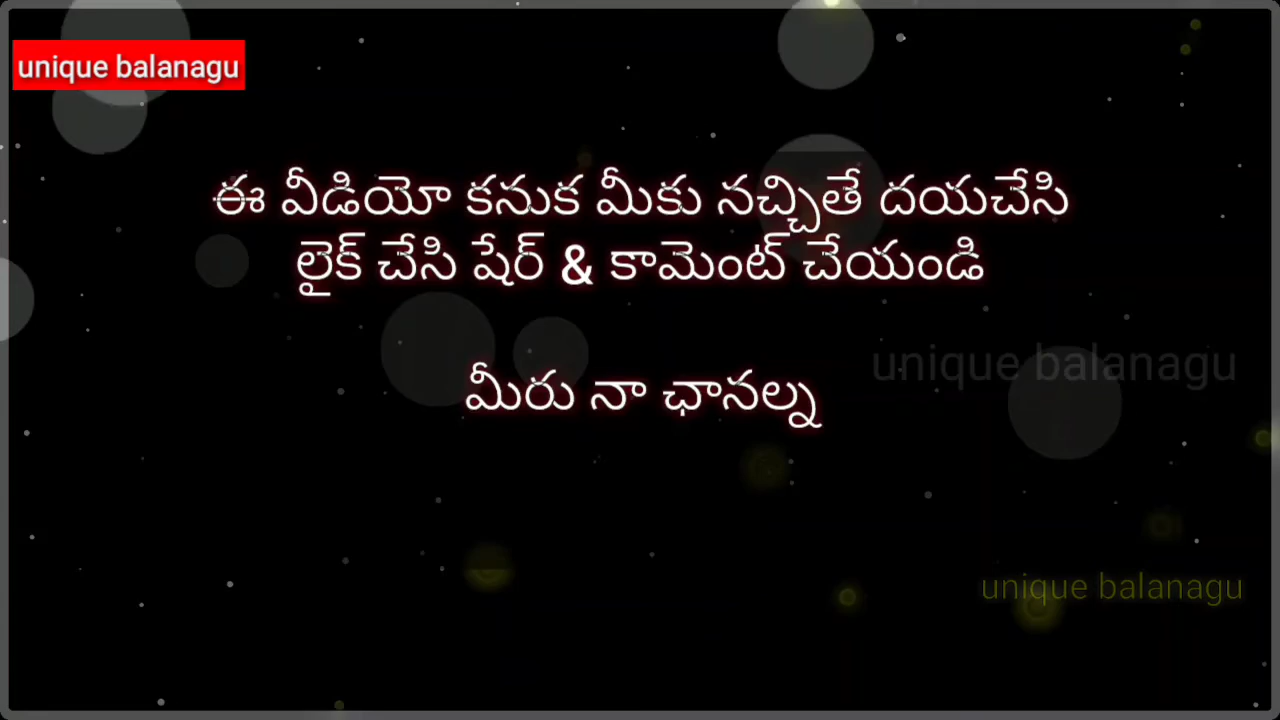 unique balanagu
ఈ వీడియో కనుక మీకు నచ్చితే దయచేసి
లైక్ చేసి షేర్ & కామెంట్ చేయండి
unique balanagu
మీరు నా ఛానల్ని
unique balanagu